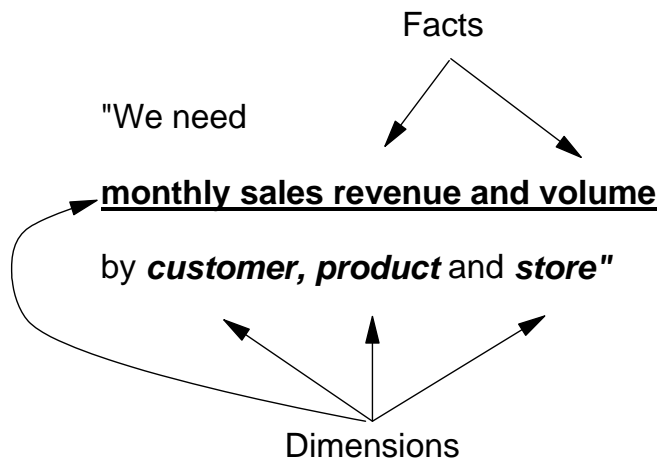 Facts
"We need
monthly sales revenue and volume
by customer, product and store"
Dimensions